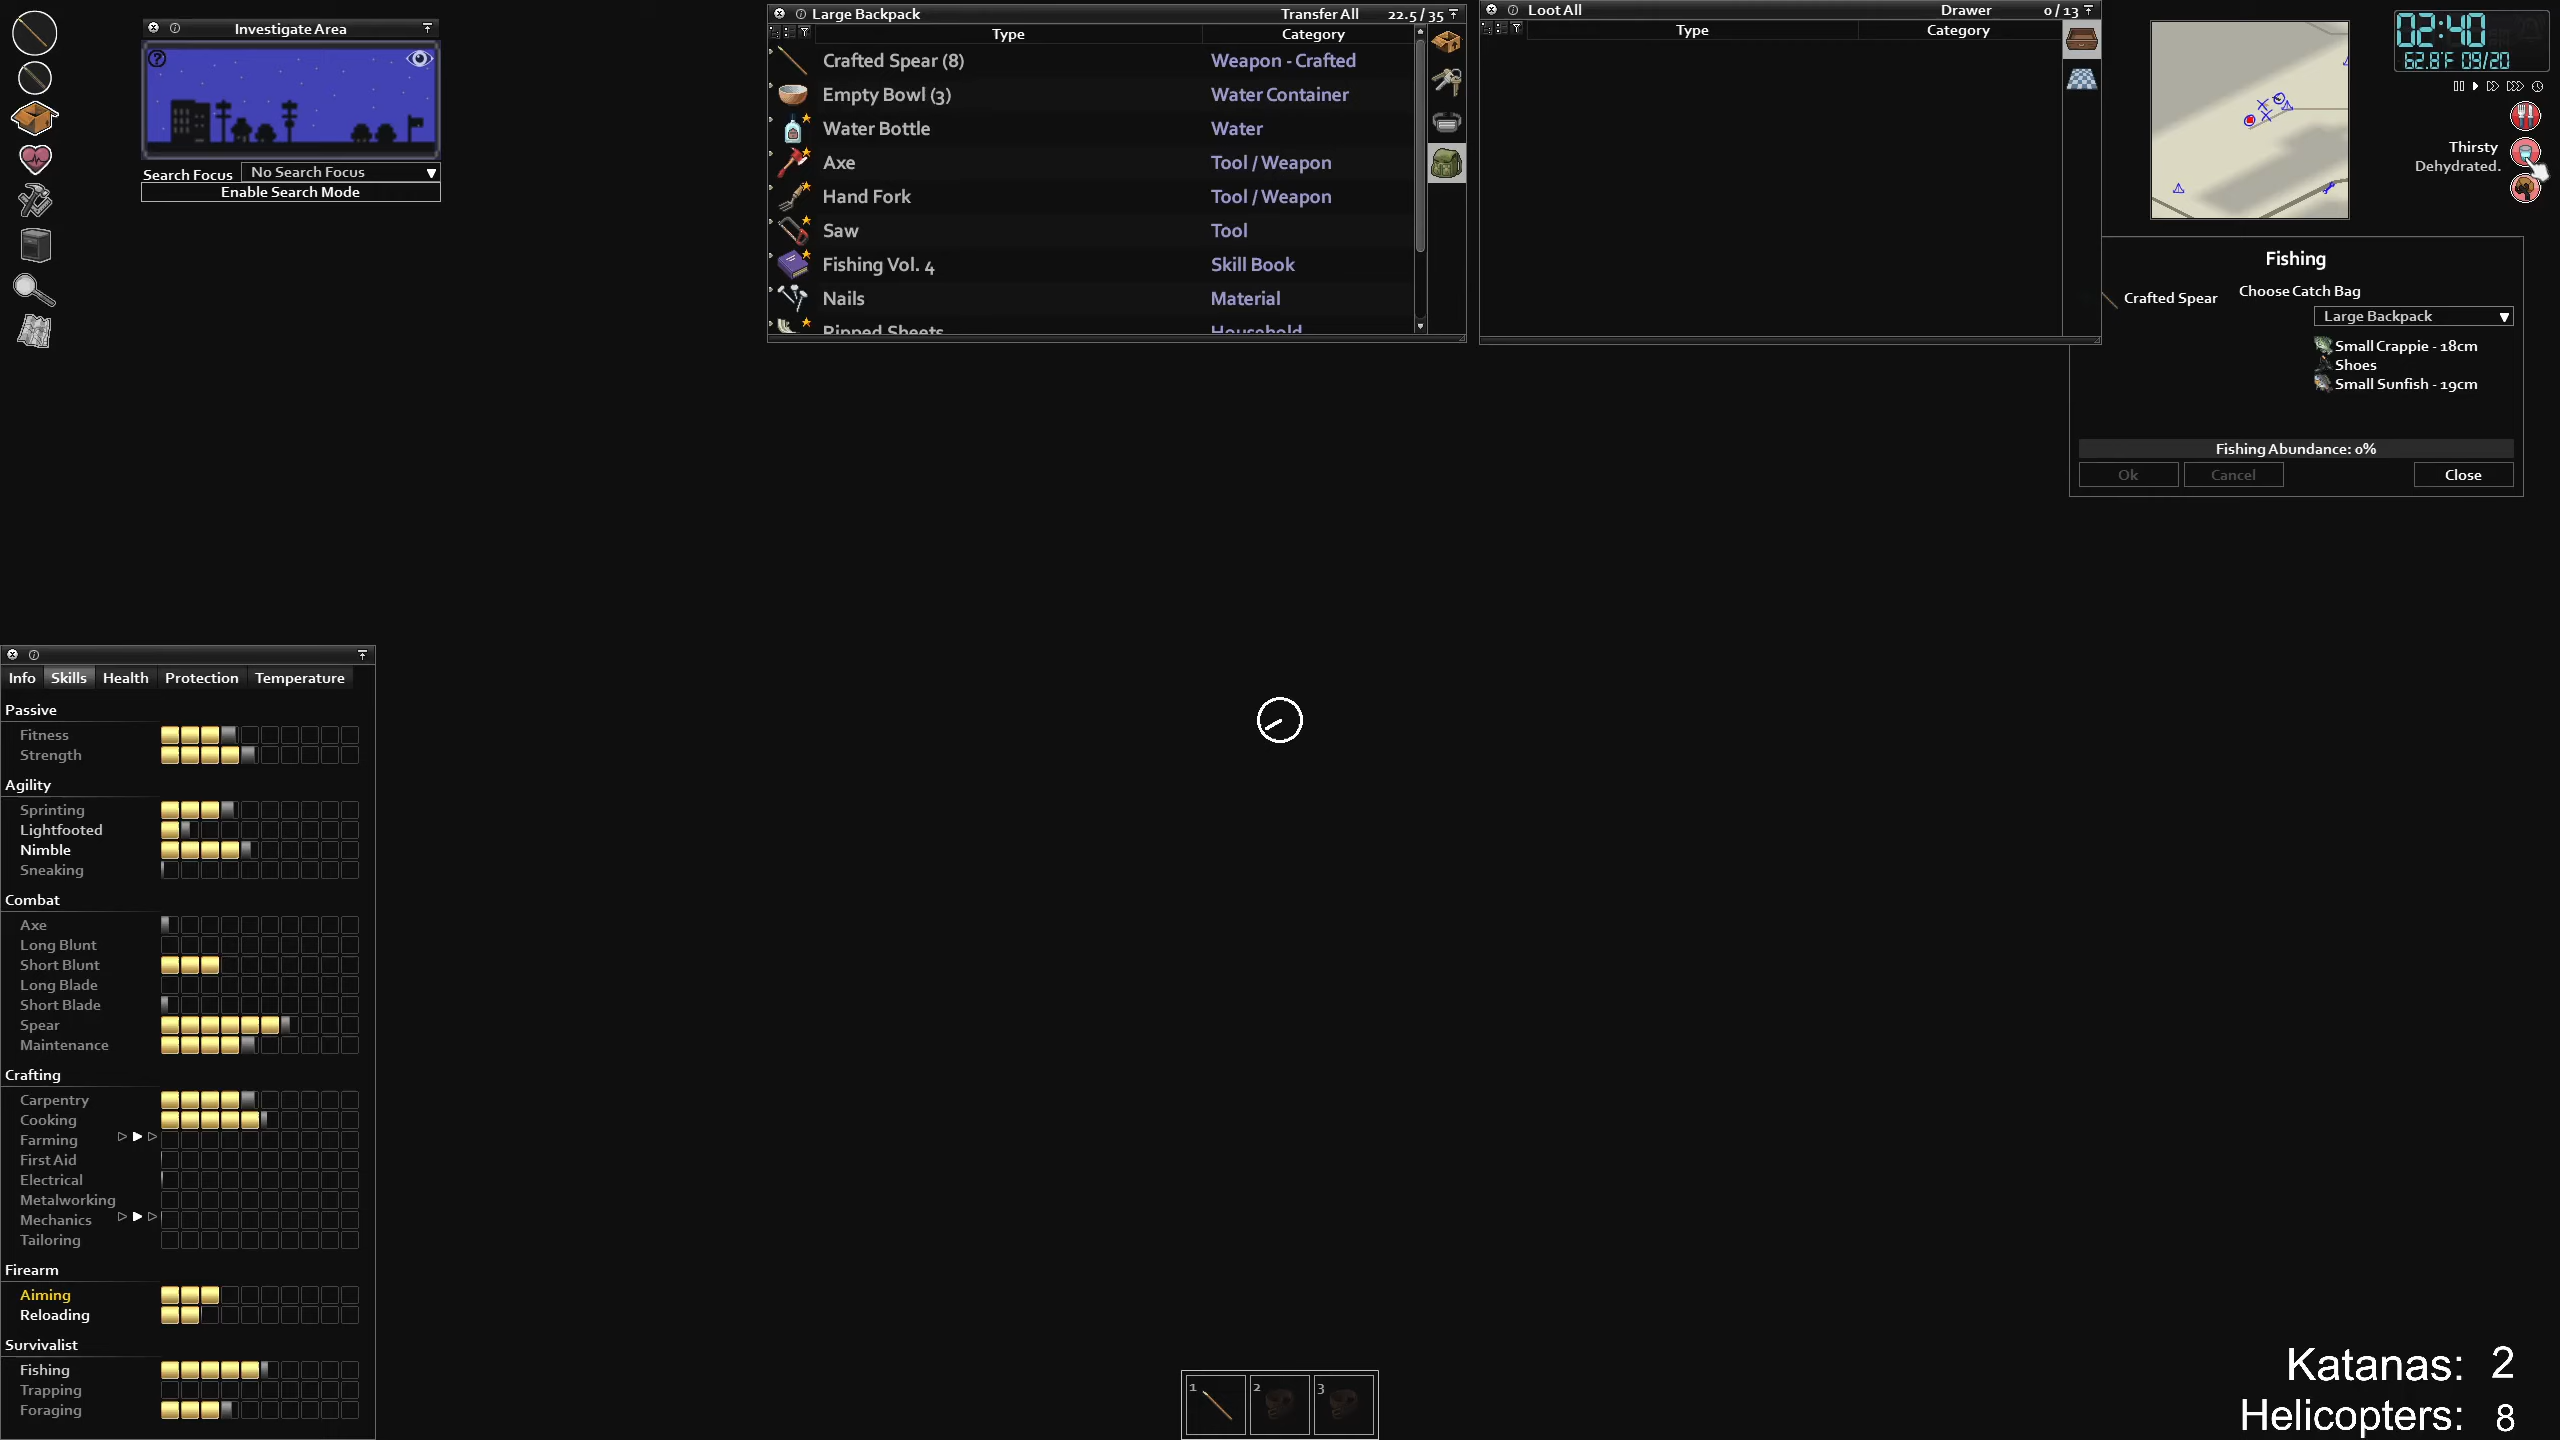 Investigate Area
Search Focus No Search Focus
Enable Search Mode
Large Backpack Transfer All 22.5 / 35
Type Category
Crafted Spear (8) Weapon - Crafted
Empty Bowl (3) Water Container
Water Bottle Water
Axe Tool / Weapon
Hand Fork Tool / Weapon
Saw Tool
Fishing Vol. 4 Skill Book
Nails Material
Ripped Sheets Household
Loot All Drawer 0 / 13
Type Category
02:40
62.8°F 09/20
Thirsty
Dehydrated.
Fishing
Crafted Spear Choose Catch Bag
Large Backpack
Small Crappie - 18cm
Shoes
Small Sunfish - 19cm
Fishing Abundance: 0%
Ok Cancel Close
Info Skills Health Protection Temperature
Passive
Fitness
Strength
Agility
Sprinting
Lightfooted
Nimble
Sneaking
Combat
Axe
Long Blunt
Short Blunt
Long Blade
Short Blade
Spear
Maintenance
Crafting
Carpentry
Cooking
Farming
First Aid
Electrical
Metalworking
Mechanics
Tailoring
Firearm
Aiming
Reloading
Survivalist
Fishing
Trapping
Foraging
1 2 3
Katanas: 2
Helicopters: 8